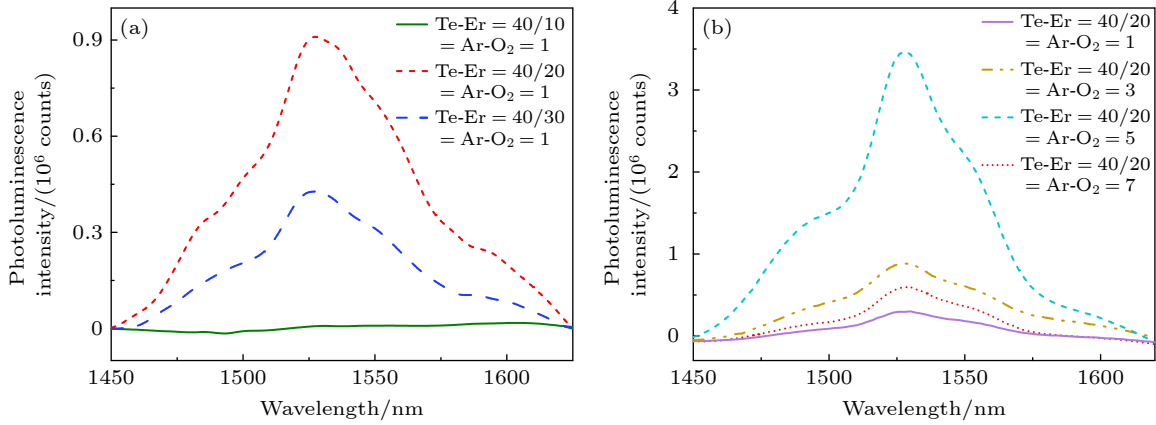 (a)
Te-Er = 40/10
= Ar-O₂ = 1
Te-Er = 40/20
= Ar-O₂ = 1
Te-Er = 40/30
= Ar-O₂ = 1
0.9
0.6
0.3
0
Photoluminescence
intensity/(10⁶ counts)
1450
1500
1550
1600
Wavelength/nm
(b)
Te-Er = 40/20
= Ar-O₂ = 1
Te-Er = 40/20
= Ar-O₂ = 3
Te-Er = 40/20
= Ar-O₂ = 5
Te-Er = 40/20
= Ar-O₂ = 7
4
3
2
1
0
Photoluminescence
intensity/(10⁶ counts)
1450
1500
1550
1600
Wavelength/nm